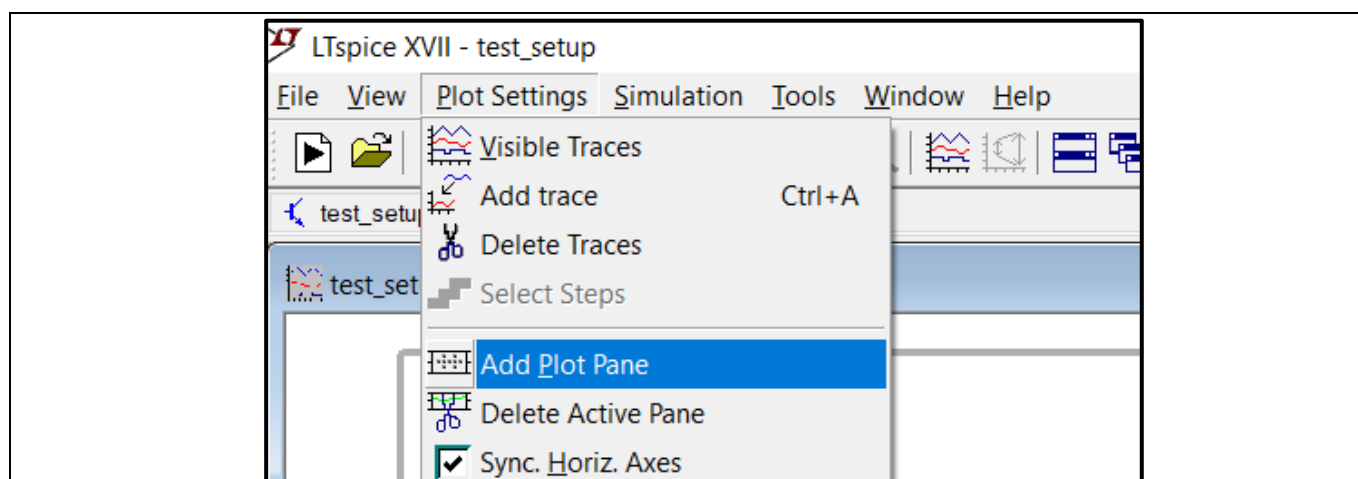 LTspice XVII - test_setup
File View Plot Settings Simulation Tools Window Help
Visible Traces
Add trace Ctrl+A
test_setu
Delete Traces
test_set
Select Steps
Add Plot Pane
Delete Active Pane
Sync. Horiz. Axes